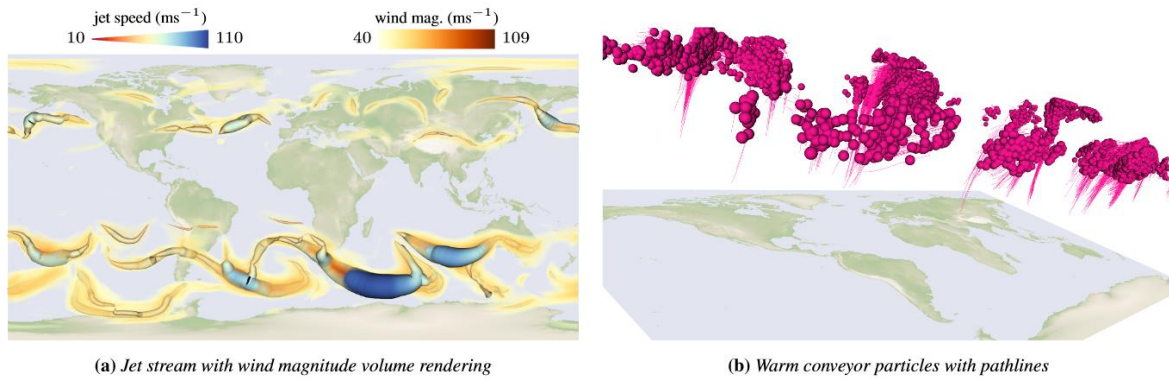 jet speed (ms⁻¹)
10
110
wind mag. (ms⁻¹)
40
109
(a) Jet stream with wind magnitude volume rendering
(b) Warm conveyor particles with pathlines